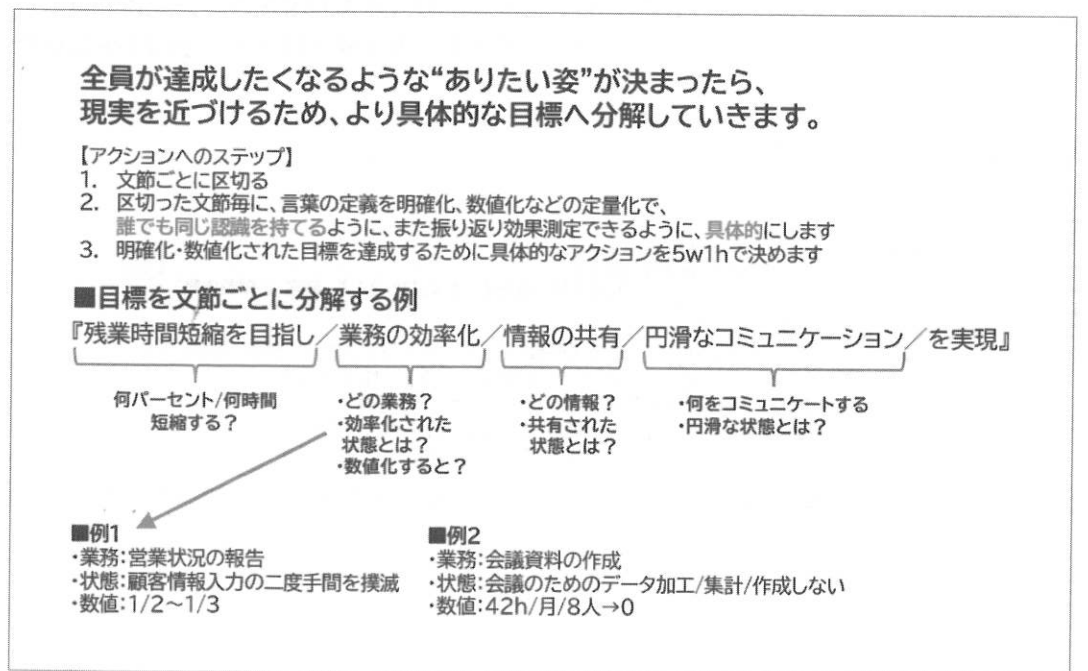 全員が達成したくなるような“ありたい姿”が決まったら、
現実を近づけるため、より具体的な目標へ分解していきます。
【アクションへのステップ】
1. 文節ごとに区切る
2. 区切った文節毎に、言葉の定義を明確化、数値化などの定量化で、
誰でも同じ認識を持てるように、また振り返り効果測定できるように、具体的にします
3. 明確化・数値化された目標を達成するために具体的なアクションを5w1hで決めます
■目標を文節ごとに分解する例
『残業時間短縮を目指し/業務の効率化/情報の共有/円滑なコミュニケーション/を実現』
何パーセント/何時間
短縮する?
・どの業務?
・効率化された
状態とは?
・数値化すると?
・どの情報?
・共有された
状態とは?
・何をコミュニケートする
・円滑な状態とは?
■例1
・業務:営業状況の報告
・状態:顧客情報入力の二度手間を撲滅
・数値:1/2~1/3
■例2
・業務:会議資料の作成
・状態:会議のためのデータ加工/集計/作成しない
・数値:42h/月/8人→0